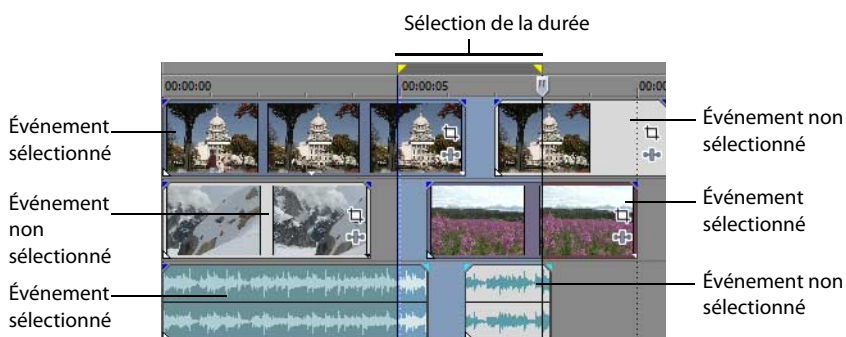 Sélection de la durée
00:00:00
00:00:05
00:00
Événement
sélectionné
Événement non
sélectionné
Événement
non
sélectionné
Événement
sélectionné
Événement
sélectionné
Événement non
sélectionné